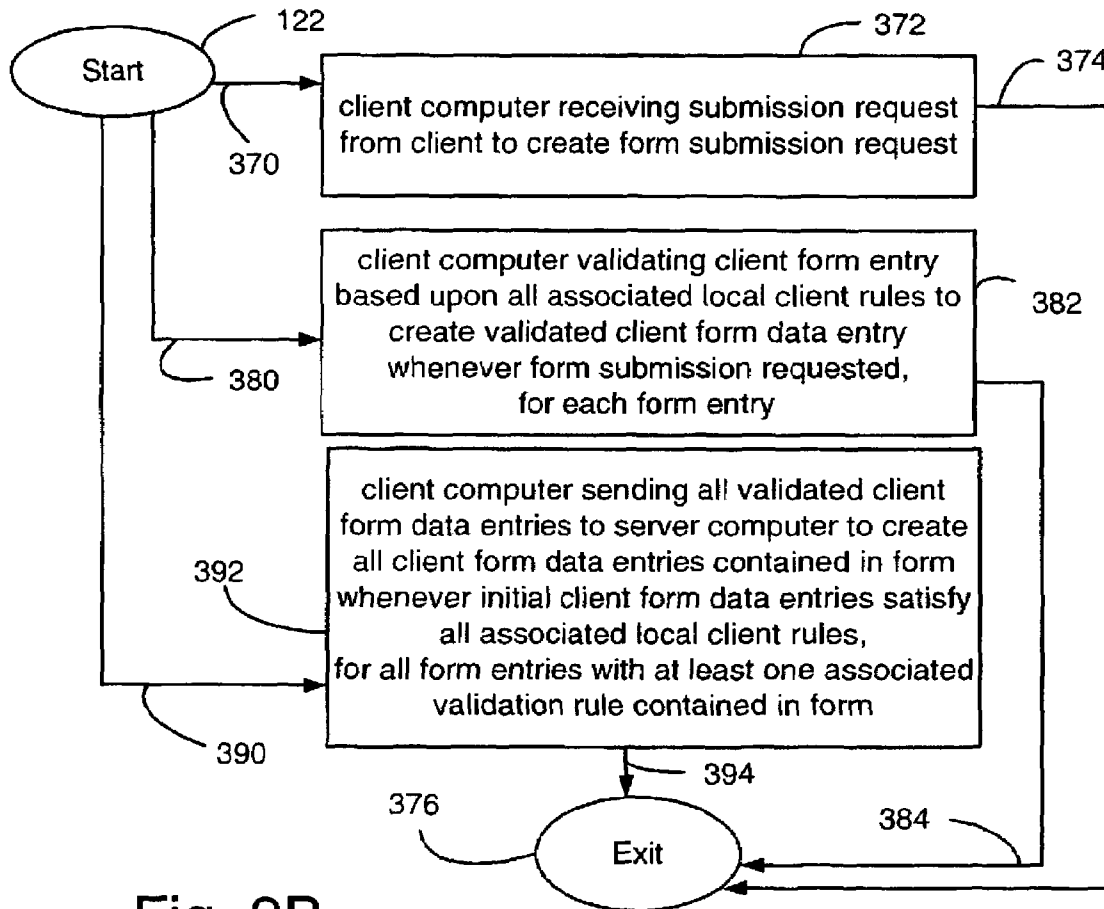 122
Start
370
372
374
client computer receiving submission request
from client to create form submission request
client computer validating client form entry
based upon all associated local client rules to
create validated client form data entry
whenever form submission requested,
for each form entry
382
380
client computer sending all validated client
form data entries to server computer to create
all client form data entries contained in form
whenever initial client form data entries satisfy
all associated local client rules,
for all form entries with at least one associated
validation rule contained in form
392
390
394
376
Exit
384